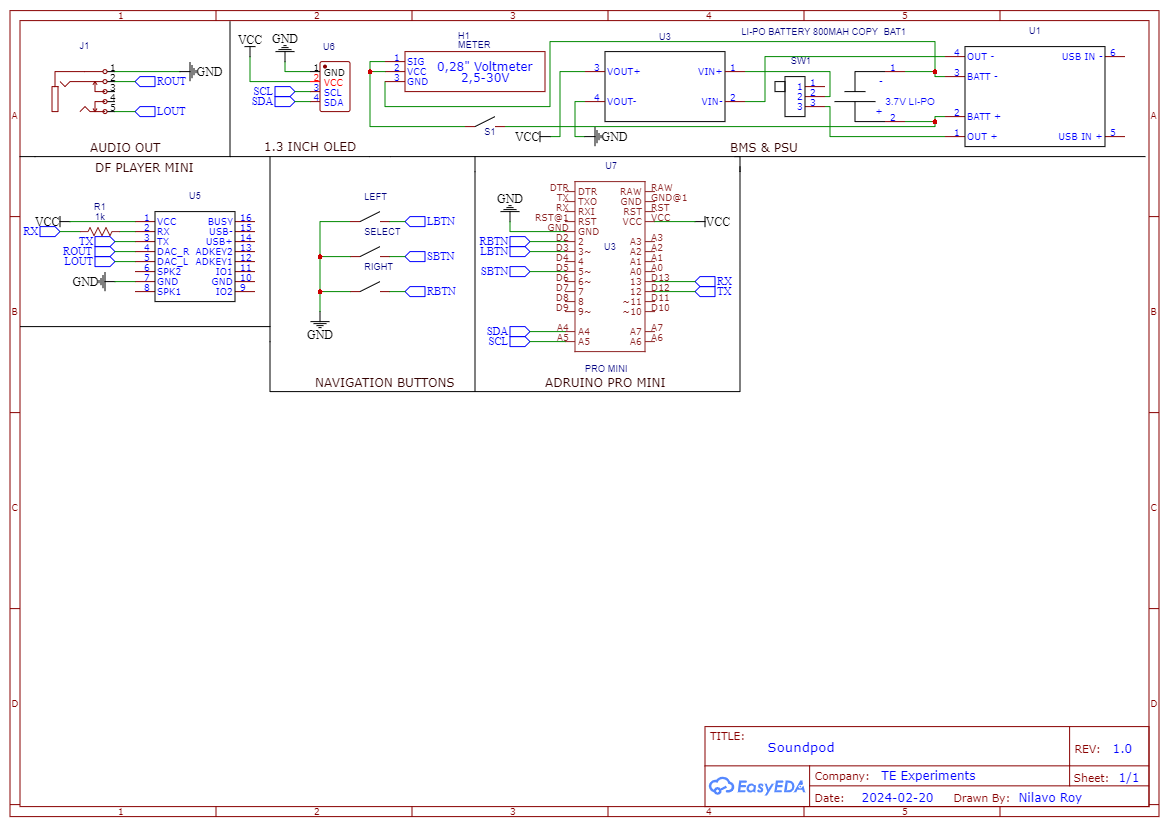 1 2 3 4 5
A
B
C
D
A
B
C
D
J1
1
2
3
4
5
GND
ROUT
LOUT
AUDIO OUT
VCC
GND
U6
1 GND
2 VCC
3 SCL
4 SDA
SCL
SDA
1.3 INCH OLED
H1
METER
1 SIG
2 VCC
3 GND
0,28" Voltmeter
2,5-30V
S1
U3
3 VOUT+
4 VOUT-
VIN+ 1
VIN- 2
VCC
GND
LI-PO BATTERY 800MAH COPY BAT1
SW1
1 1
2 2
3 3
1
-
3.7V LI-PO
+
2
U1
4 OUT -
3 BATT -
2 BATT +
1 OUT +
USB IN - 6
USB IN + 5
BMS & PSU
DF PLAYER MINI
U5
R1
1k
VCC
RX
TX
ROUT
LOUT
GND
1 VCC
2 RX
3 TX
4 DAC_R
5 DAC_L
6 SPK2
7 GND
8 SPK1
BUSY 16
USB- 15
USB+ 14
ADKEY2 13
ADKEY1 12
IO1 11
GND 10
IO2 9
LEFT
LBTN
SELECT
SBTN
RIGHT
RBTN
GND
NAVIGATION BUTTONS
U7
GND
DTR DTR
TX TXO
RX RXI
RST@1 RST
GND GND
D2 2
D3 3~
D4 4
D5 5~
D6 6~
D7 7
D8 8
D9 9~
A4 A4
A5 A5
RBTN
LBTN
SBTN
SDA
SCL
U3
RAW RAW
GND GND@1
RST RST
VCC VCC
A3 A3
A2 A2
A1 A1
A0 A0
13 D13
12 D12
~11 D11
~10 D10
A7 A7
A6 A6
VCC
RX
TX
PRO MINI
ADRUINO PRO MINI
TITLE:
Soundpod
REV: 1.0
EasyEDA
Company: TE Experiments
Sheet: 1/1
Date: 2024-02-20 Drawn By: Nilavo Roy
1 2 3 4 5